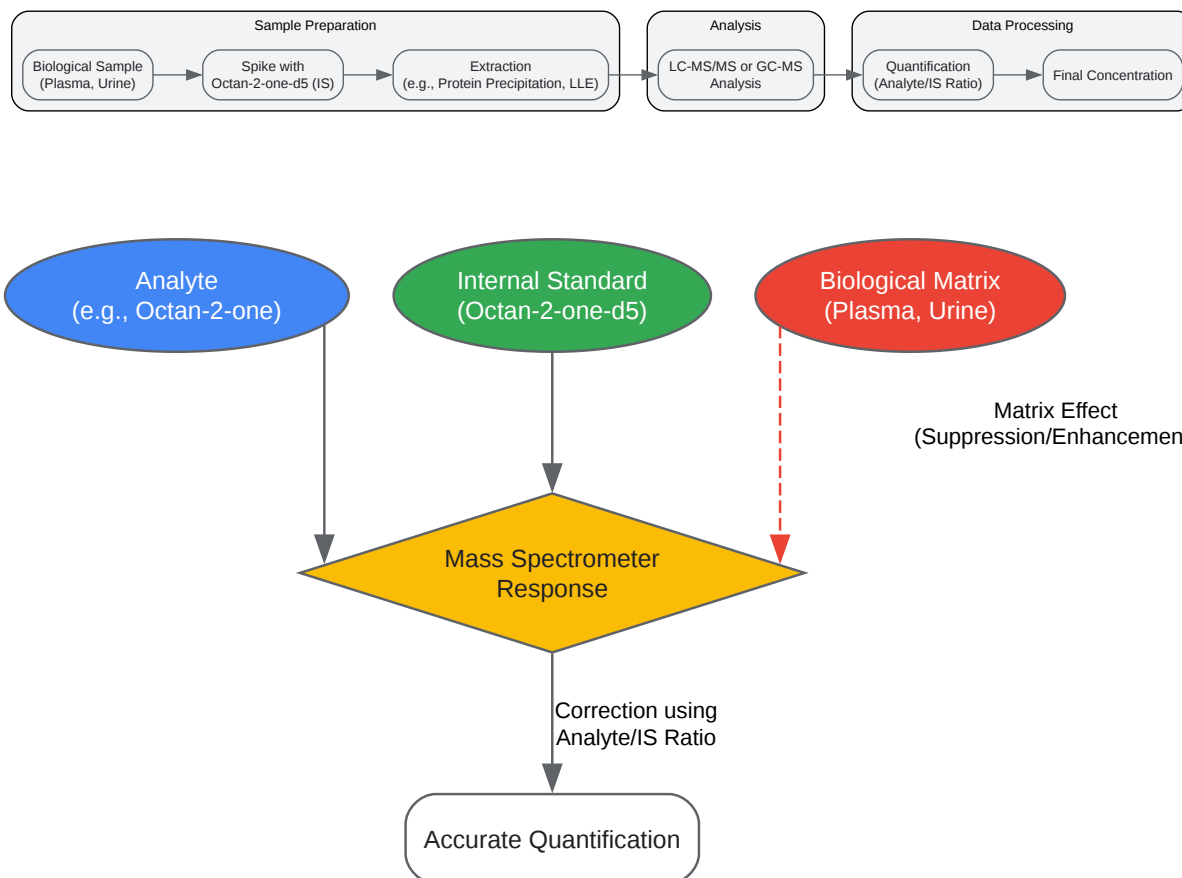 Sample Preparation
Analysis
Data Processing
Biological Sample
(Plasma, Urine)
Spike with
Octan-2-one-d5 (IS)
Extraction
(e.g., Protein Precipitation, LLE)
LC-MS/MS or GC-MS
Analysis
Quantification
(Analyte/IS Ratio)
Final Concentration
Analyte
(e.g., Octan-2-one)
Internal Standard
(Octan-2-one-d5)
Biological Matrix
(Plasma, Urine)
Matrix Effect
(Suppression/Enhancemen
Mass Spectrometer
Response
Correction using
Analyte/IS Ratio
Accurate Quantification